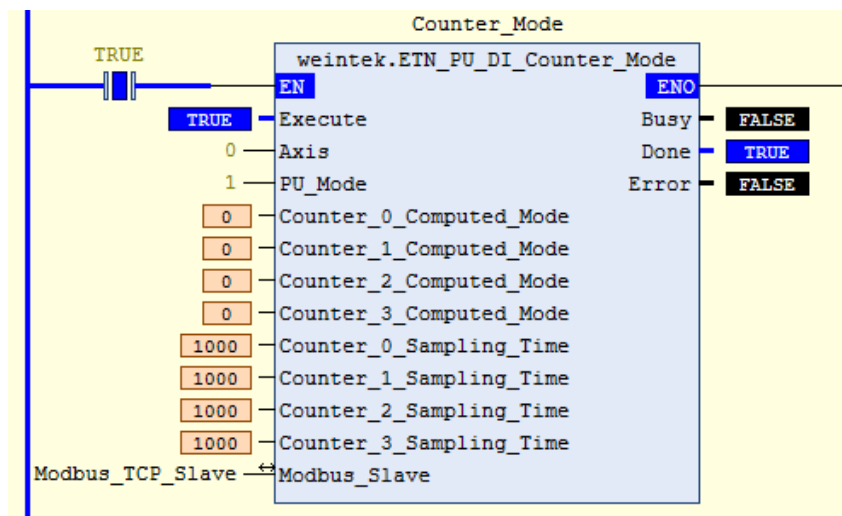 Counter_Mode
TRUE
weintek.ETN_PU_DI_Counter_Mode
EN ENO
TRUE Execute Busy FALSE
0 Axis Done TRUE
1 PU_Mode Error FALSE
0 Counter_0_Computed_Mode
0 Counter_1_Computed_Mode
0 Counter_2_Computed_Mode
0 Counter_3_Computed_Mode
1000 Counter_0_Sampling_Time
1000 Counter_1_Sampling_Time
1000 Counter_2_Sampling_Time
1000 Counter_3_Sampling_Time
Modbus_TCP_Slave Modbus_Slave